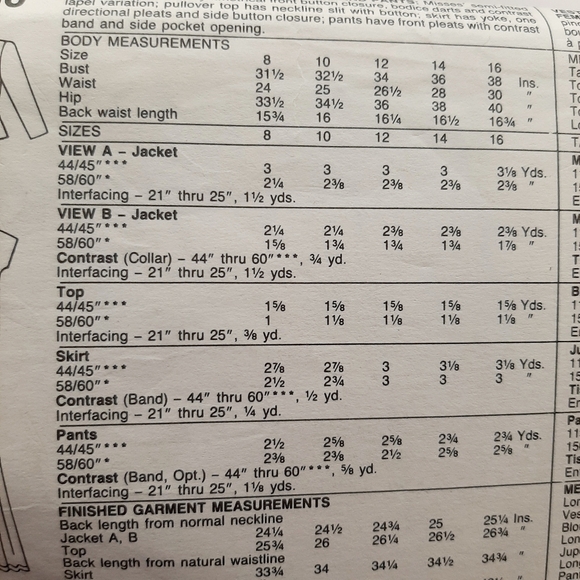 lapel variation; pullover top has neckline slit with button; skirt
directional pleats and side button closure; pants have front pleats with contrast
band and side pocket opening.
BODY MEASUREMENTS
Size 8 10 12 14 16
Bust 31½ 32½ 34 36 38 Ins.
Waist 24 25 26½ 28 30 "
Hip 33½ 34½ 36 38 40 "
Back waist length 15¾ 16 16¼ 16½ 16¾ "
SIZES 8 10 12 14 16
VIEW A – Jacket
44/45"*** 3 3 3 3 3⅛ Yds.
58/60"* 2¼ 2⅜ 2⅜ 2⅜ 2⅜ "
Interfacing – 21" thru 25", 1½ yds.
VIEW B – Jacket
44/45"*** 2¼ 2¼ 2⅜ 2⅜ 2⅜ Yds.
58/60"* 1⅝ 1¾ 1¾ 1¾ 1⅞ "
Contrast (Collar) – 44" thru 60"***, ¾ yd.
Interfacing – 21" thru 25", 1½ yds.
Top
44/45"*** 1⅝ 1⅝ 1⅝ 1⅝ 1⅝ Yds.
58/60"* 1 1⅛ 1⅛ 1⅛ 1⅛ "
Interfacing – 21" thru 25", ⅜ yd.
Skirt
44/45"*** 2⅞ 2⅞ 3 3⅛ 3⅛ Yds.
58/60"* 2½ 2¾ 3 3 3 "
Contrast (Band) – 44" thru 60"***, ½ yd.
Interfacing – 21" thru 25", ¼ yd.
Pants
44/45"*** 2½ 2⅝ 2⅝ 2¾ 2¾ Yds.
58/60"* 2⅜ 2⅜ 2½ 2⅝ 2⅝ "
Contrast (Band, Opt.) – 44" thru 60"***, ⅝ yd.
Interfacing – 21" thru 25", 1⅛ yds.
FINISHED GARMENT MEASUREMENTS
Back length from normal neckline
Jacket A, B 24¼ 24½ 24¾ 25 25¼ Ins.
Top 25¾ 26 26¼ 26½ 26¾ "
Back length from natural waistline
Skirt 33¾ 34 34¼ 34½ 34¾ "